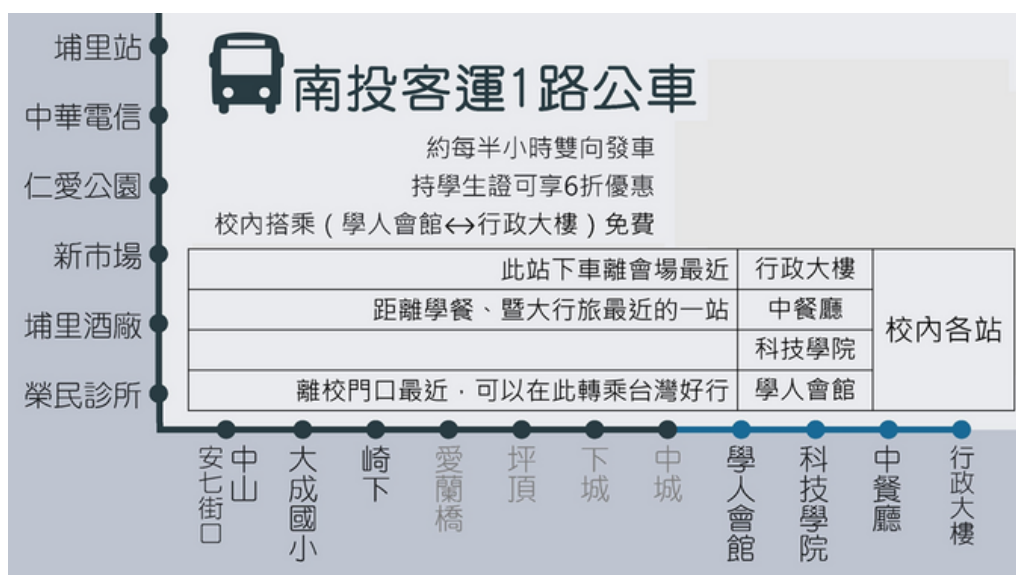 埔里站
中華電信
仁愛公園
新市場
埔里酒廠
榮民診所
南投客運1路公車
約每半小時雙向發車
持學生證可享6折優惠
校內搭乘(學人會館↔行政大樓)免費
此站下車離會場最近 行政大樓
距離學餐、暨大行旅最近的一站 中餐廳
科技學院
離校門口最近,可以在此轉乘台灣好行 學人會館
校內各站
中山
安七街口
大成國小
崎下
愛蘭橋
坪頂
下城
中城
學人會館
科技學院
中餐廳
行政大樓